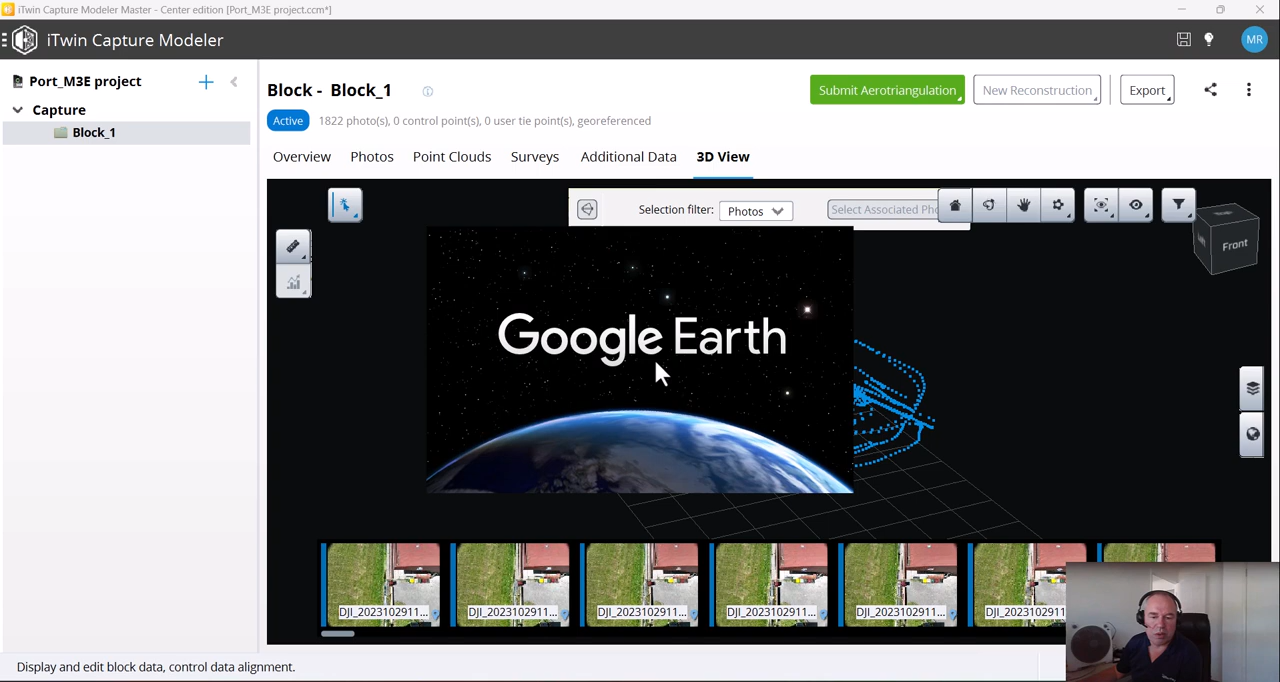 iTwin Capture Modeler Master - Center edition [Port_M3E project.ccm*]
iTwin Capture Modeler
MR
Port_M3E project
Capture
Block_1
Block - Block_1
Submit Aerotriangulation
New Reconstruction
Export
Active
1822 photo(s), 0 control point(s), 0 user tie point(s), georeferenced
Overview
Photos
Point Clouds
Surveys
Additional Data
3D View
Selection filter:
Photos
Select Associated Pho
Front
Google Earth
DJI_2023102911...
DJI_2023102911...
DJI_2023102911...
DJI_2023102911...
DJI_2023102911...
DJI_202310291
Display and edit block data, control data alignment.